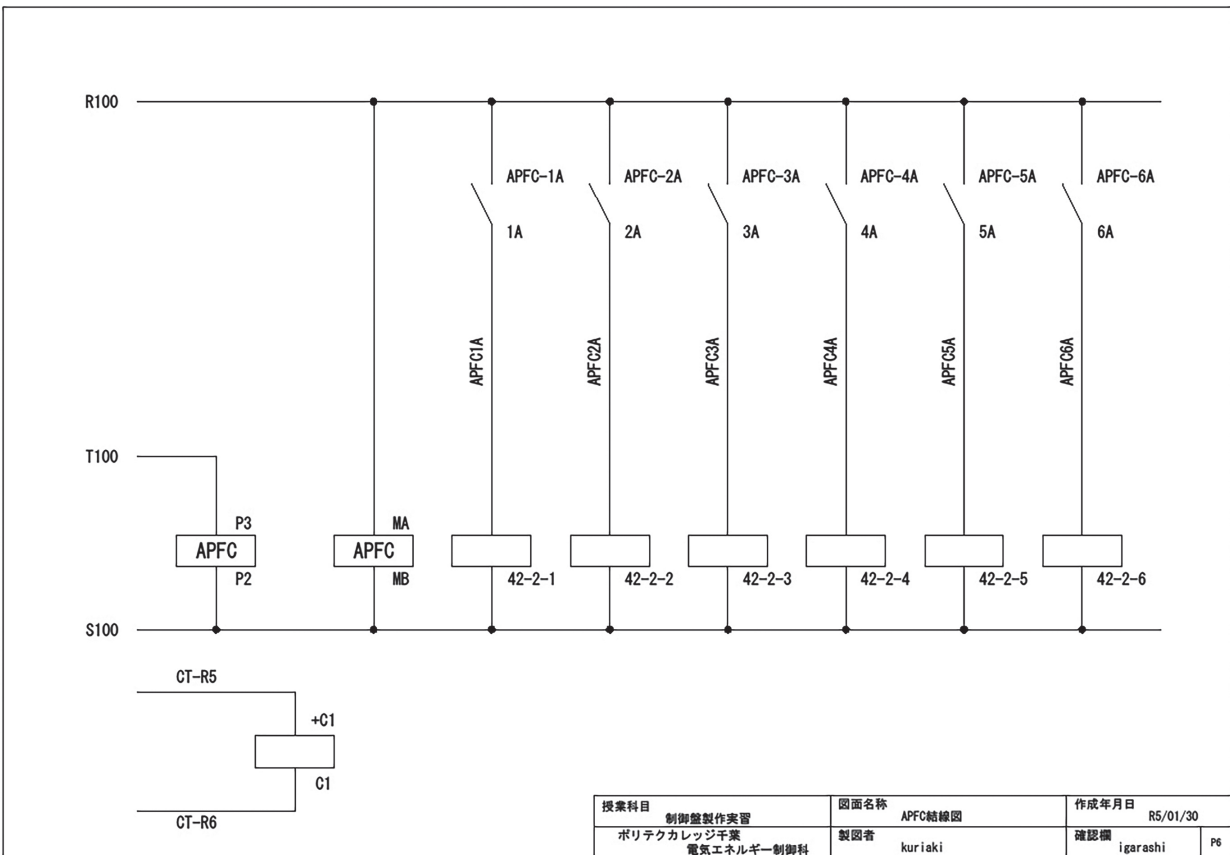 R100
APFC-1A APFC-2A APFC-3A APFC-4A APFC-5A APFC-6A
1A 2A 3A 4A 5A 6A
APFC1A APFC2A APFC3A APFC4A APFC5A APFC6A
T100
P3 MA
APFC APFC
P2 MB 42-2-1 42-2-2 42-2-3 42-2-4 42-2-5 42-2-6
S100
CT-R5
+C1
C1
CT-R6
授業科目 図面名称 作成年月日
制御盤製作実習 APFC結線図 R5/01/30
ポリテクカレッジ千葉 製図者 確認欄
電気エネルギー制御科 kuriaki igarashi P6